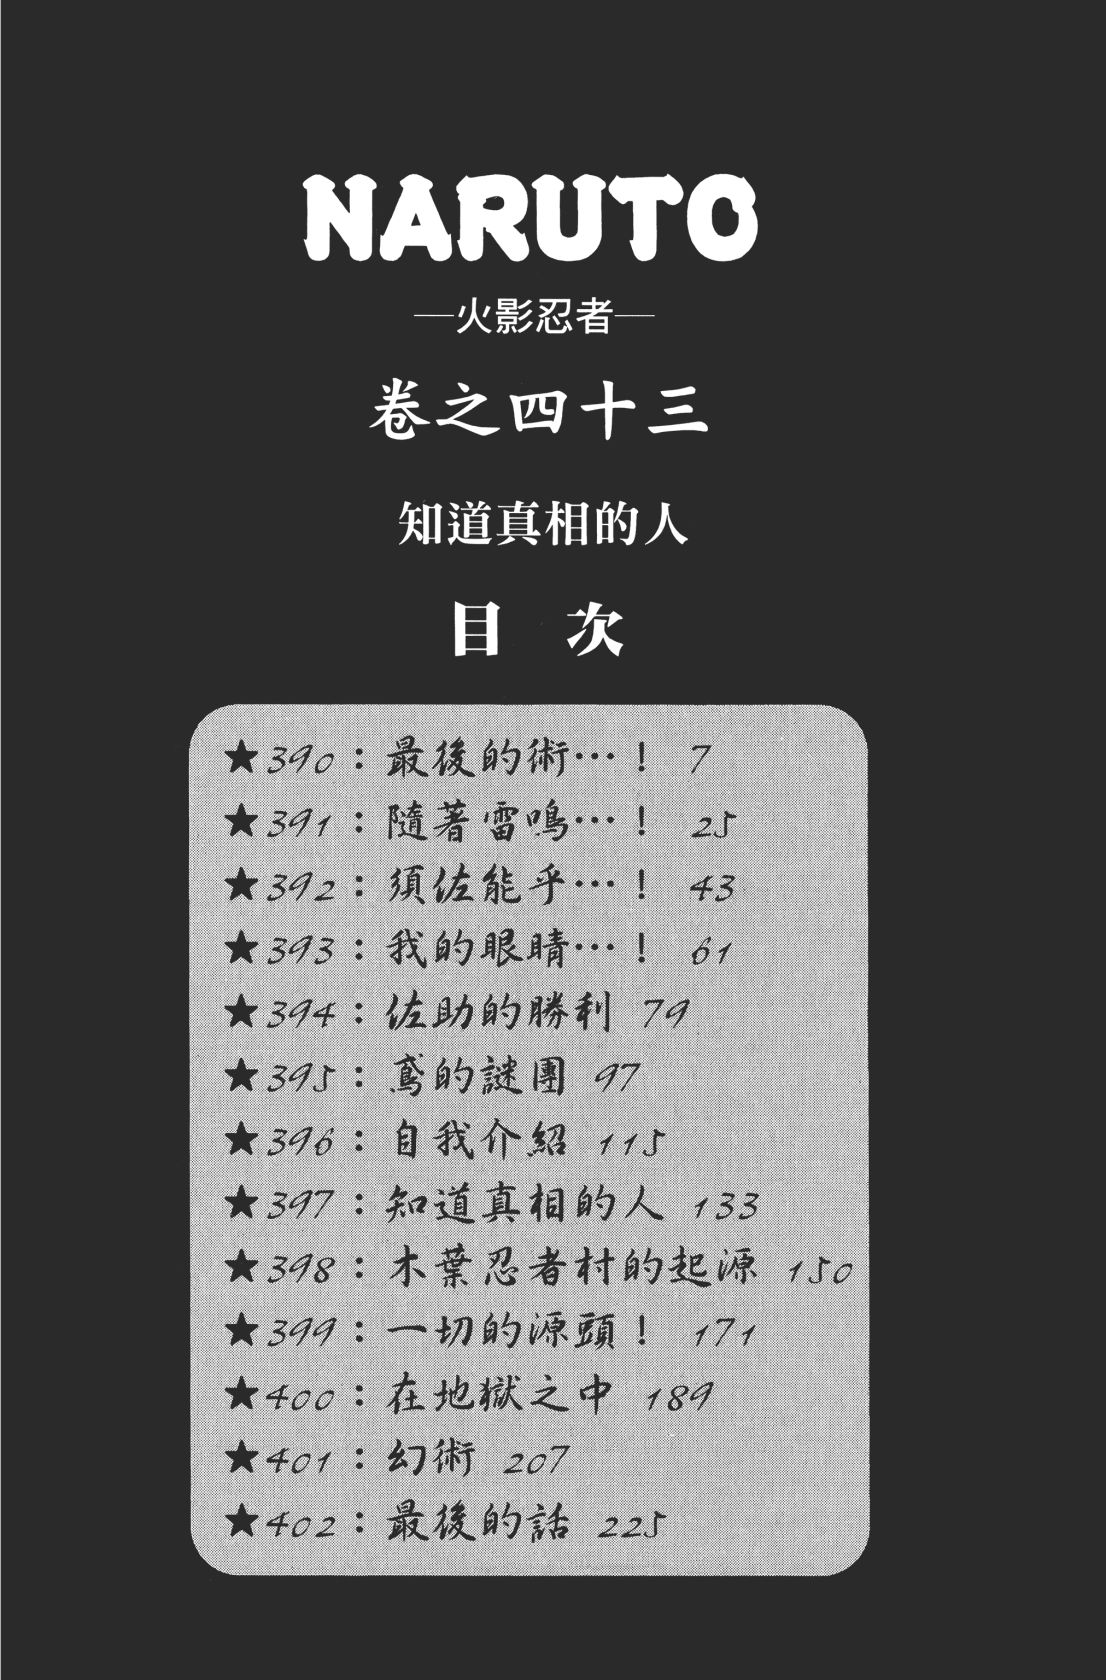 NARUTO
—火影忍者—
卷之四十三
知道真相的人
目 次
★390：最後的術…！ 7
★391：隨著雷鳴…！ 25
★392：須佐能乎…！ 43
★393：我的眼睛…！ 61
★394：佐助的勝利 79
★395：鳶的謎團 97
★396：自我介紹 115
★397：知道真相的人 133
★398：木葉忍者村的起源 150
★399：一切的源頭！ 171
★400：在地獄之中 189
★401：幻術 207
★402：最後的話 225